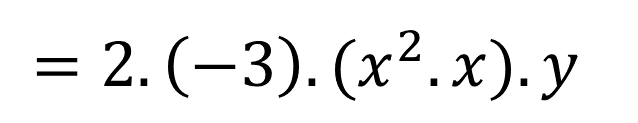 = 2. (−3). (x². x). y